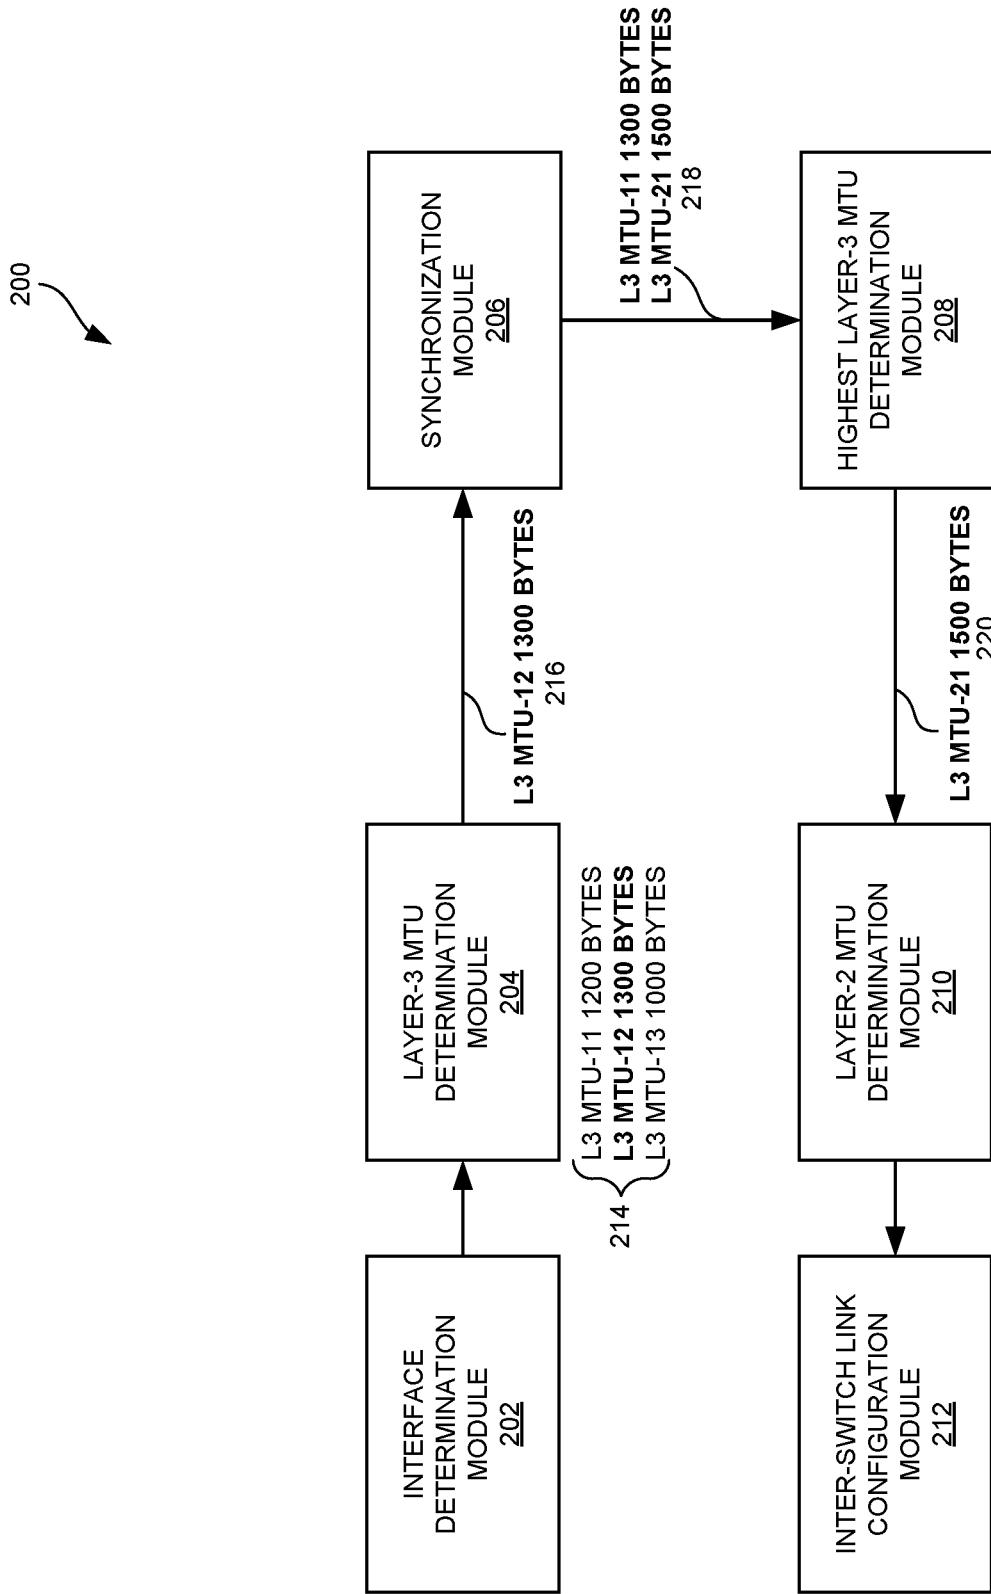 200
INTERFACE
DETERMINATION
MODULE
202
LAYER-3 MTU
DETERMINATION
MODULE
204
L3 MTU-11 1200 BYTES
L3 MTU-12 1300 BYTES
L3 MTU-13 1000 BYTES
214
L3 MTU-12 1300 BYTES
216
SYNCHRONIZATION
MODULE
206
L3 MTU-11 1300 BYTES
L3 MTU-21 1500 BYTES
218
HIGHEST LAYER-3 MTU
DETERMINATION
MODULE
208
L3 MTU-21 1500 BYTES
220
LAYER-2 MTU
DETERMINATION
MODULE
210
INTER-SWITCH LINK
CONFIGURATION
MODULE
212